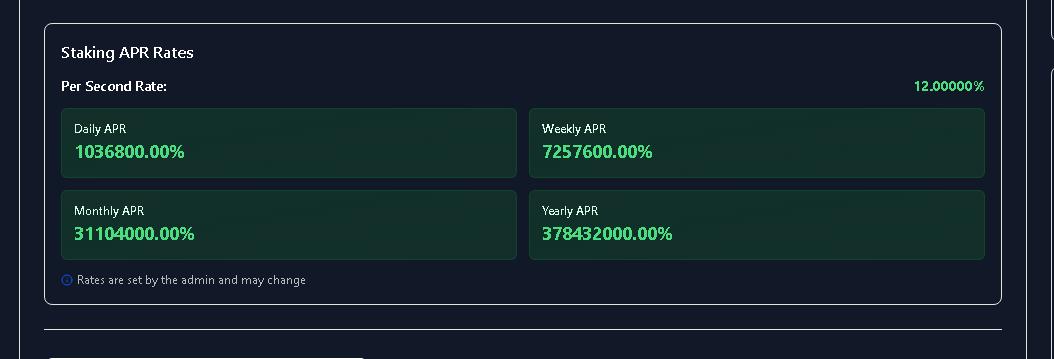 Staking APR Rates
Per Second Rate: 12.00000%
Daily APR
1036800.00%
Weekly APR
7257600.00%
Monthly APR
31104000.00%
Yearly APR
378432000.00%
Rates are set by the admin and may change